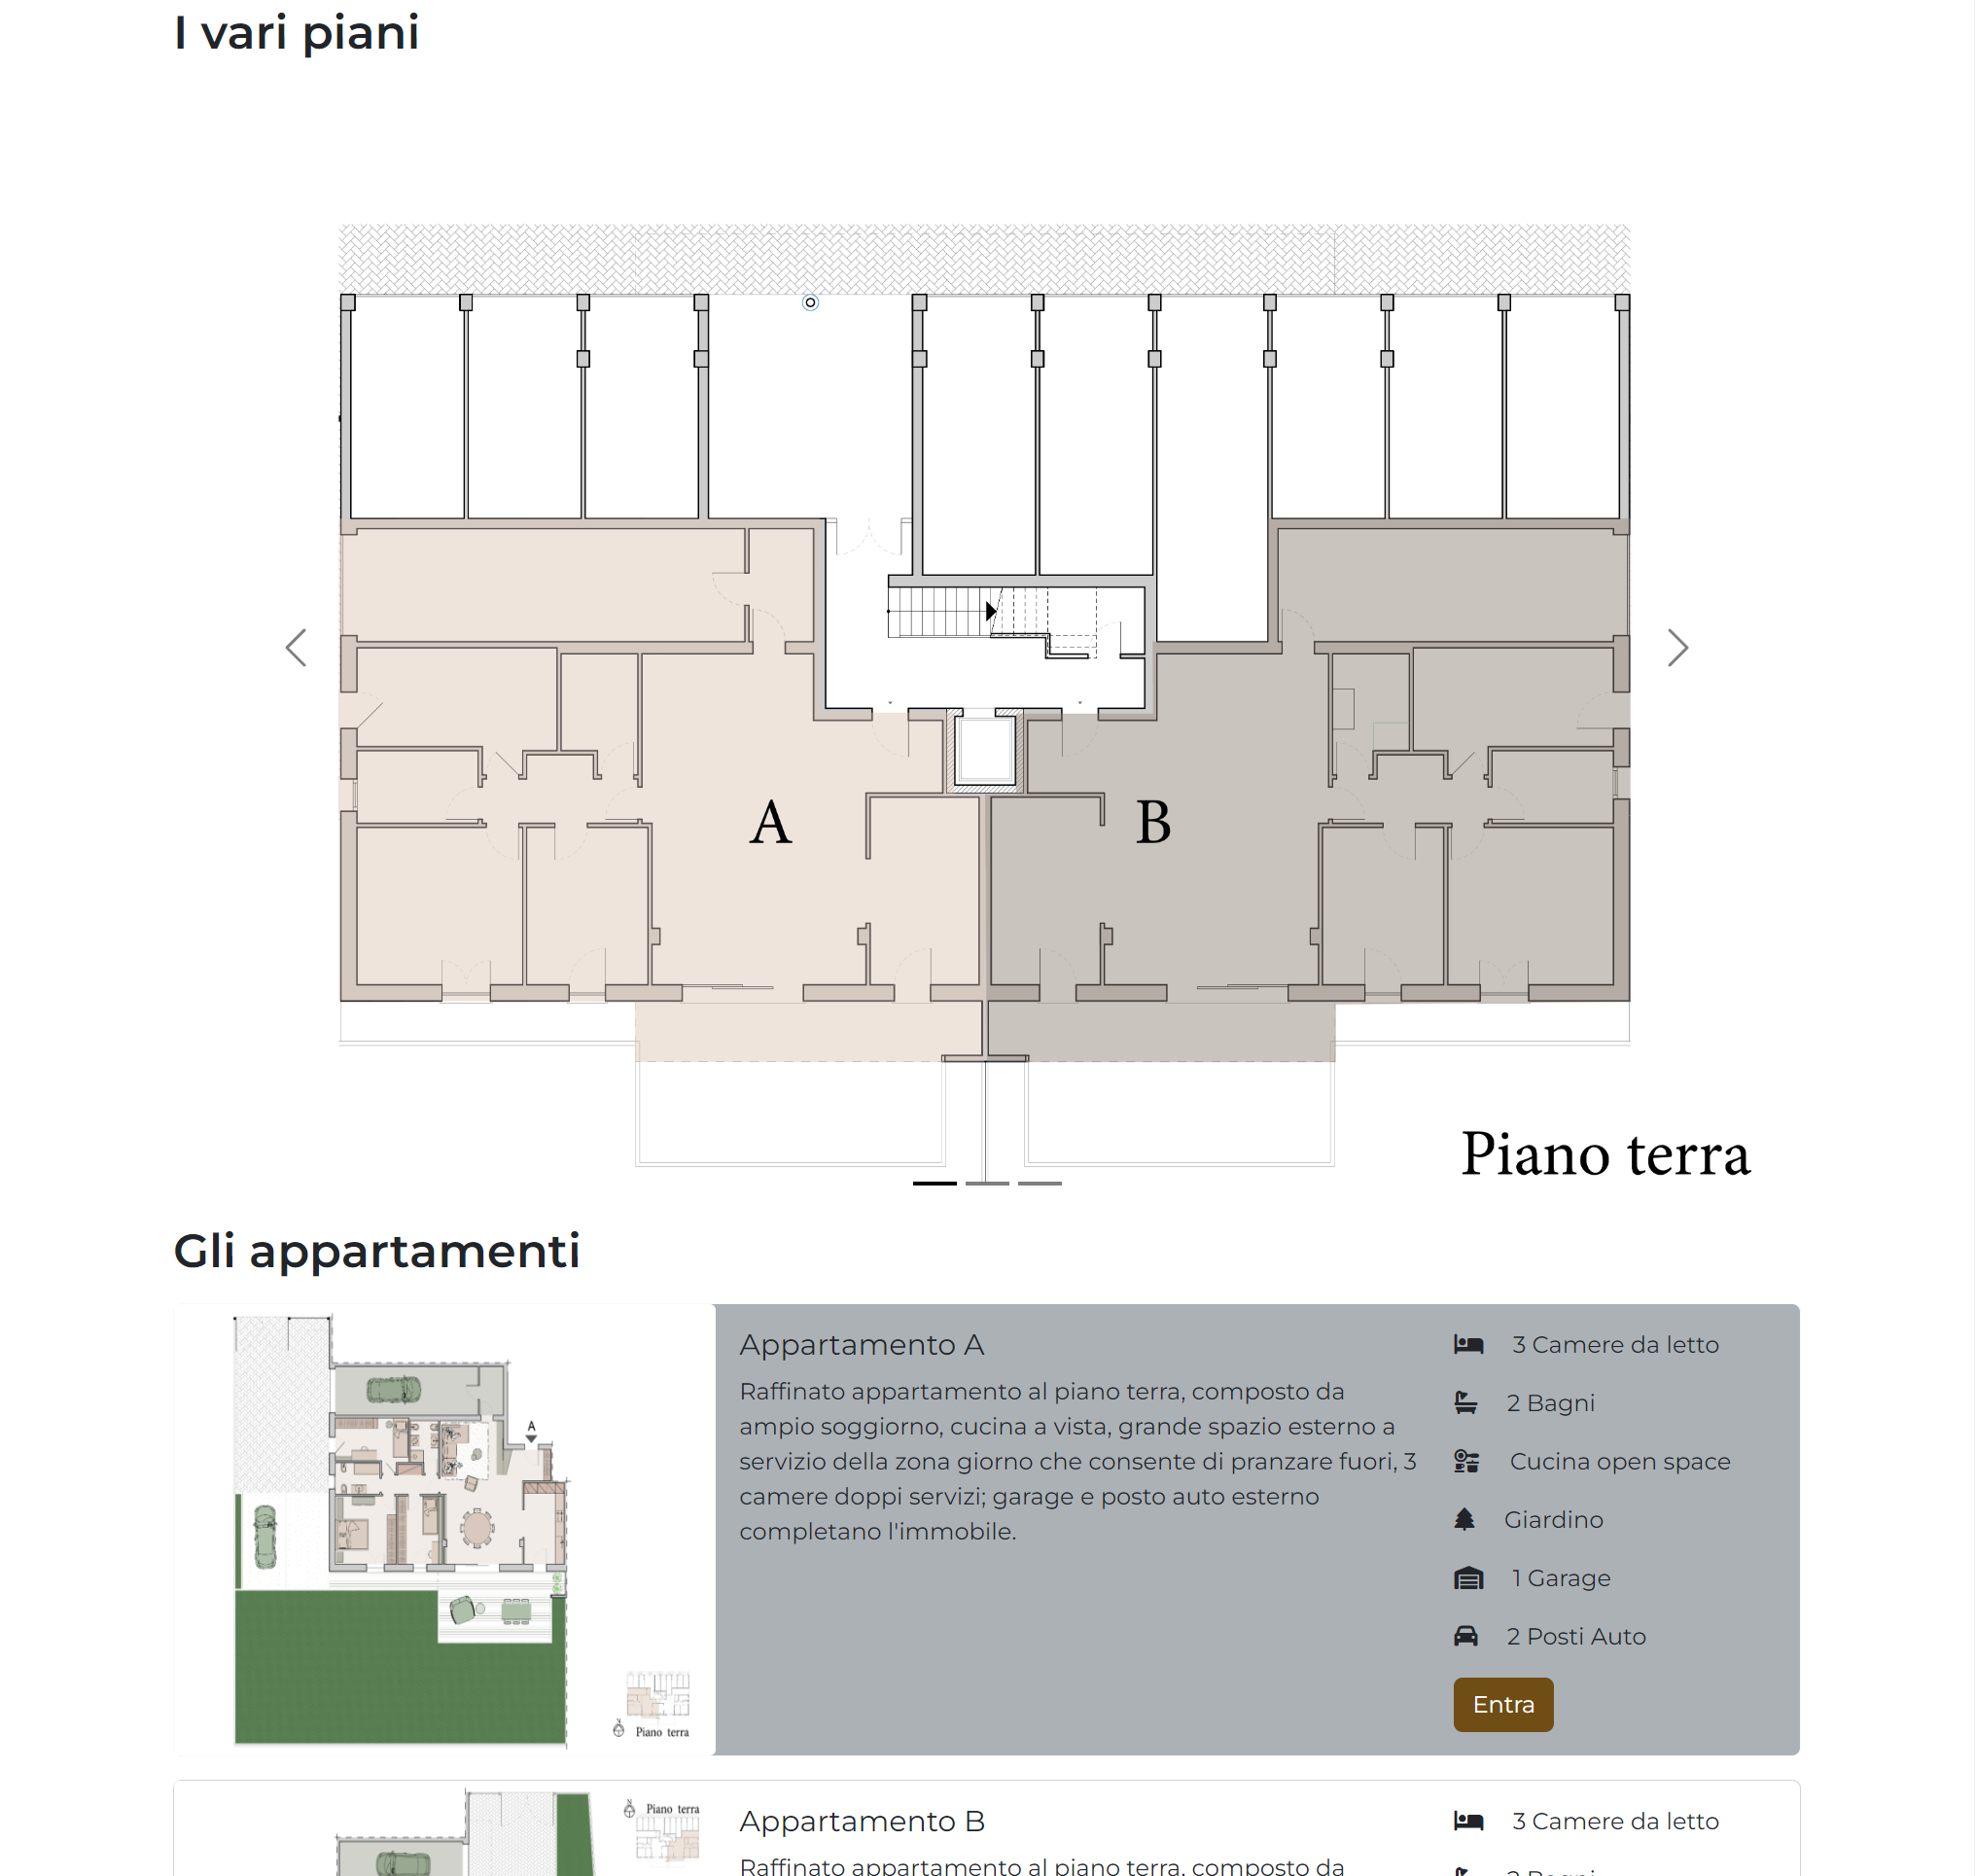 I vari piani
A
B
Piano terra
Gli appartamenti
A
N
Piano terra
Appartamento A
Raffinato appartamento al piano terra, composto da
ampio soggiorno, cucina a vista, grande spazio esterno a
servizio della zona giorno che consente di pranzare fuori, 3
camere doppi servizi; garage e posto auto esterno
completano l'immobile.
3 Camere da letto
2 Bagni
Cucina open space
Giardino
1 Garage
2 Posti Auto
Entra
N
Piano terra
Appartamento B
Raffinato appartamento al piano terra, composto da
3 Camere da letto
2 Bagni